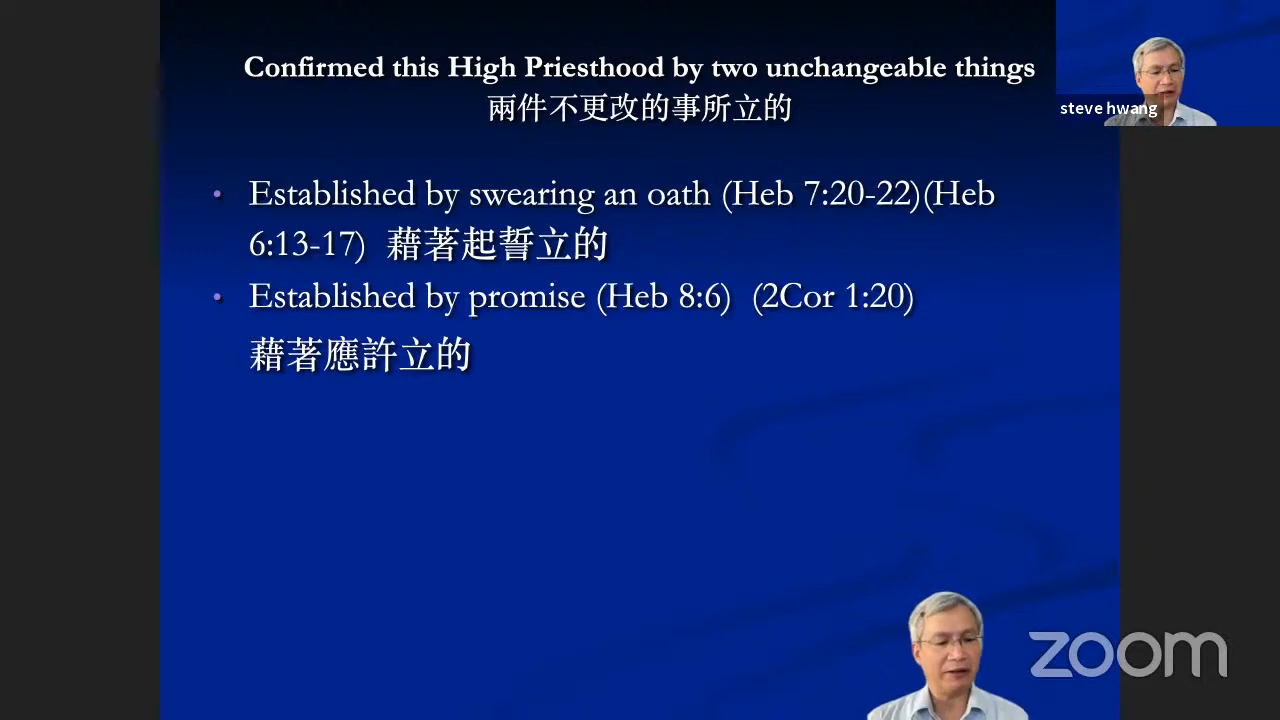 Confirmed this High Priesthood by two unchangeable things
兩件不更改的事所立的
steve hwang
• Established by swearing an oath (Heb 7:20-22)(Heb
6:13-17) 藉著起誓立的
• Established by promise (Heb 8:6) (2Cor 1:20)
藉著應許立的
zoom